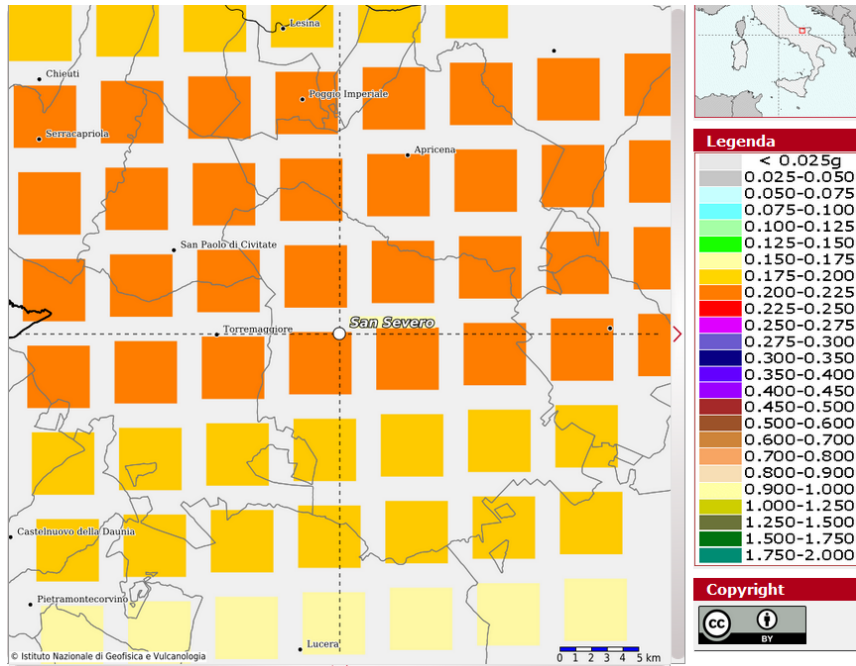 Lesina
Chieuti
Poggio Imperiale
Serracapriola
Apricena
San Paolo di Civitate
San Severo
Torremaggiore
Castelnuovo della Daunia
Pietramontecorvino
Lucera
© Istituto Nazionale di Geofisica e Vulcanologia
0 1 2 3 4 5 km
Legenda
< 0.025g
0.025-0.050
0.050-0.075
0.075-0.100
0.100-0.125
0.125-0.150
0.150-0.175
0.175-0.200
0.200-0.225
0.225-0.250
0.250-0.275
0.275-0.300
0.300-0.350
0.350-0.400
0.400-0.450
0.450-0.500
0.500-0.600
0.600-0.700
0.700-0.800
0.800-0.900
0.900-1.000
1.000-1.250
1.250-1.500
1.500-1.750
1.750-2.000
Copyright
cc
BY